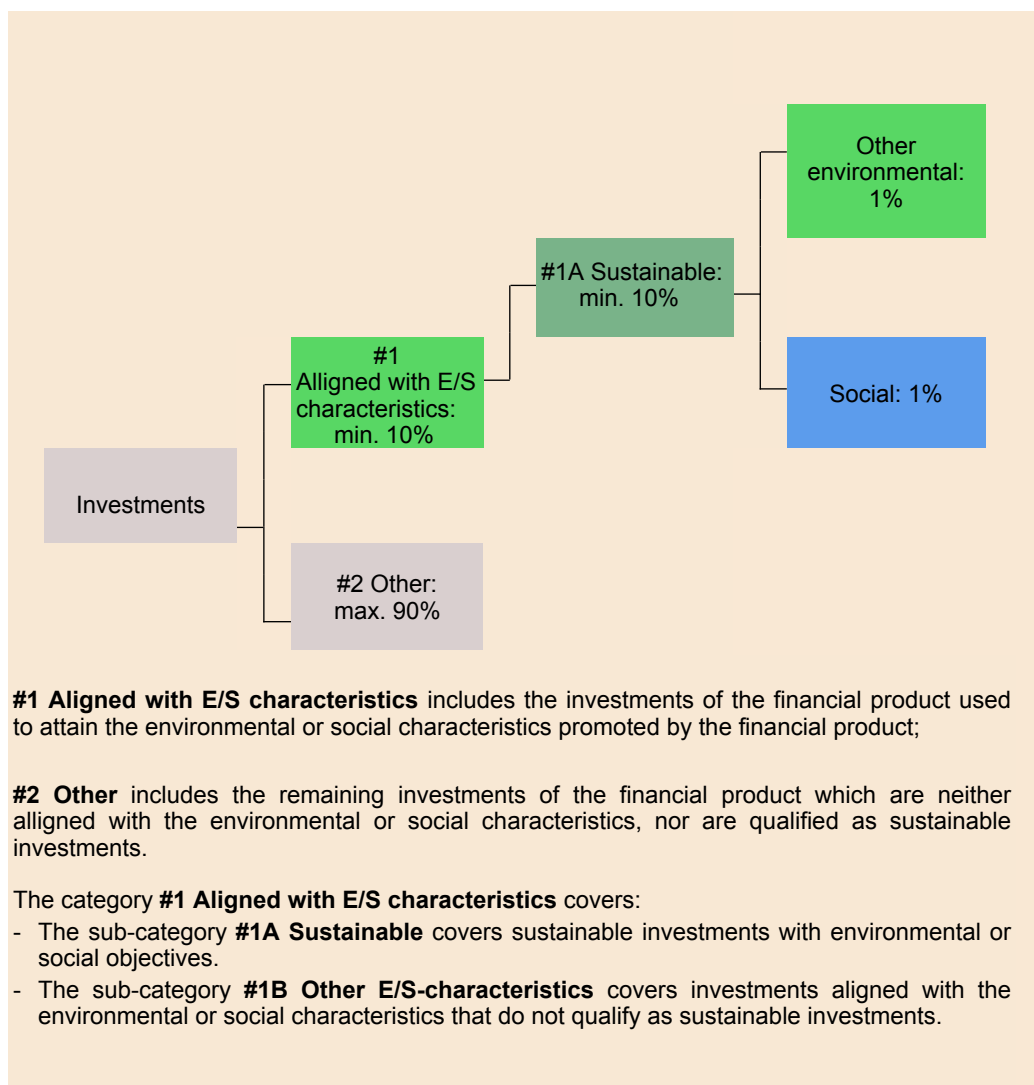 Other
environmental:
1%
#1A Sustainable:
min. 10%
#1
Alligned with E/S
characteristics:
min. 10%
Social: 1%
Investments
#2 Other:
max. 90%
#1 Aligned with E/S characteristics includes the investments of the financial product used
to attain the environmental or social characteristics promoted by the financial product;
#2 Other includes the remaining investments of the financial product which are neither
alligned with the environmental or social characteristics, nor are qualified as sustainable
investments.
The category #1 Aligned with E/S characteristics covers:
- The sub-category #1A Sustainable covers sustainable investments with environmental or
social objectives.
- The sub-category #1B Other E/S-characteristics covers investments aligned with the
environmental or social characteristics that do not qualify as sustainable investments.